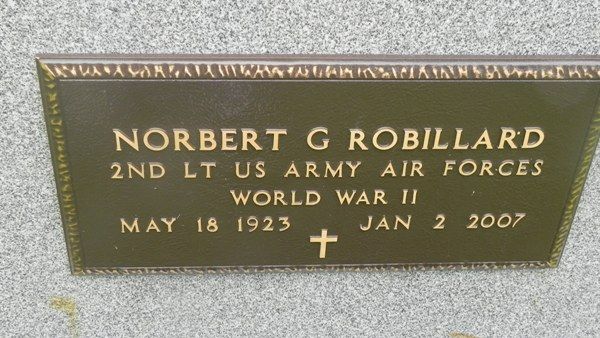 NORBERT G ROBILLARD
2ND LT US ARMY AIR FORCES
WORLD WAR II
MAY 18 1923 JAN 2 2007